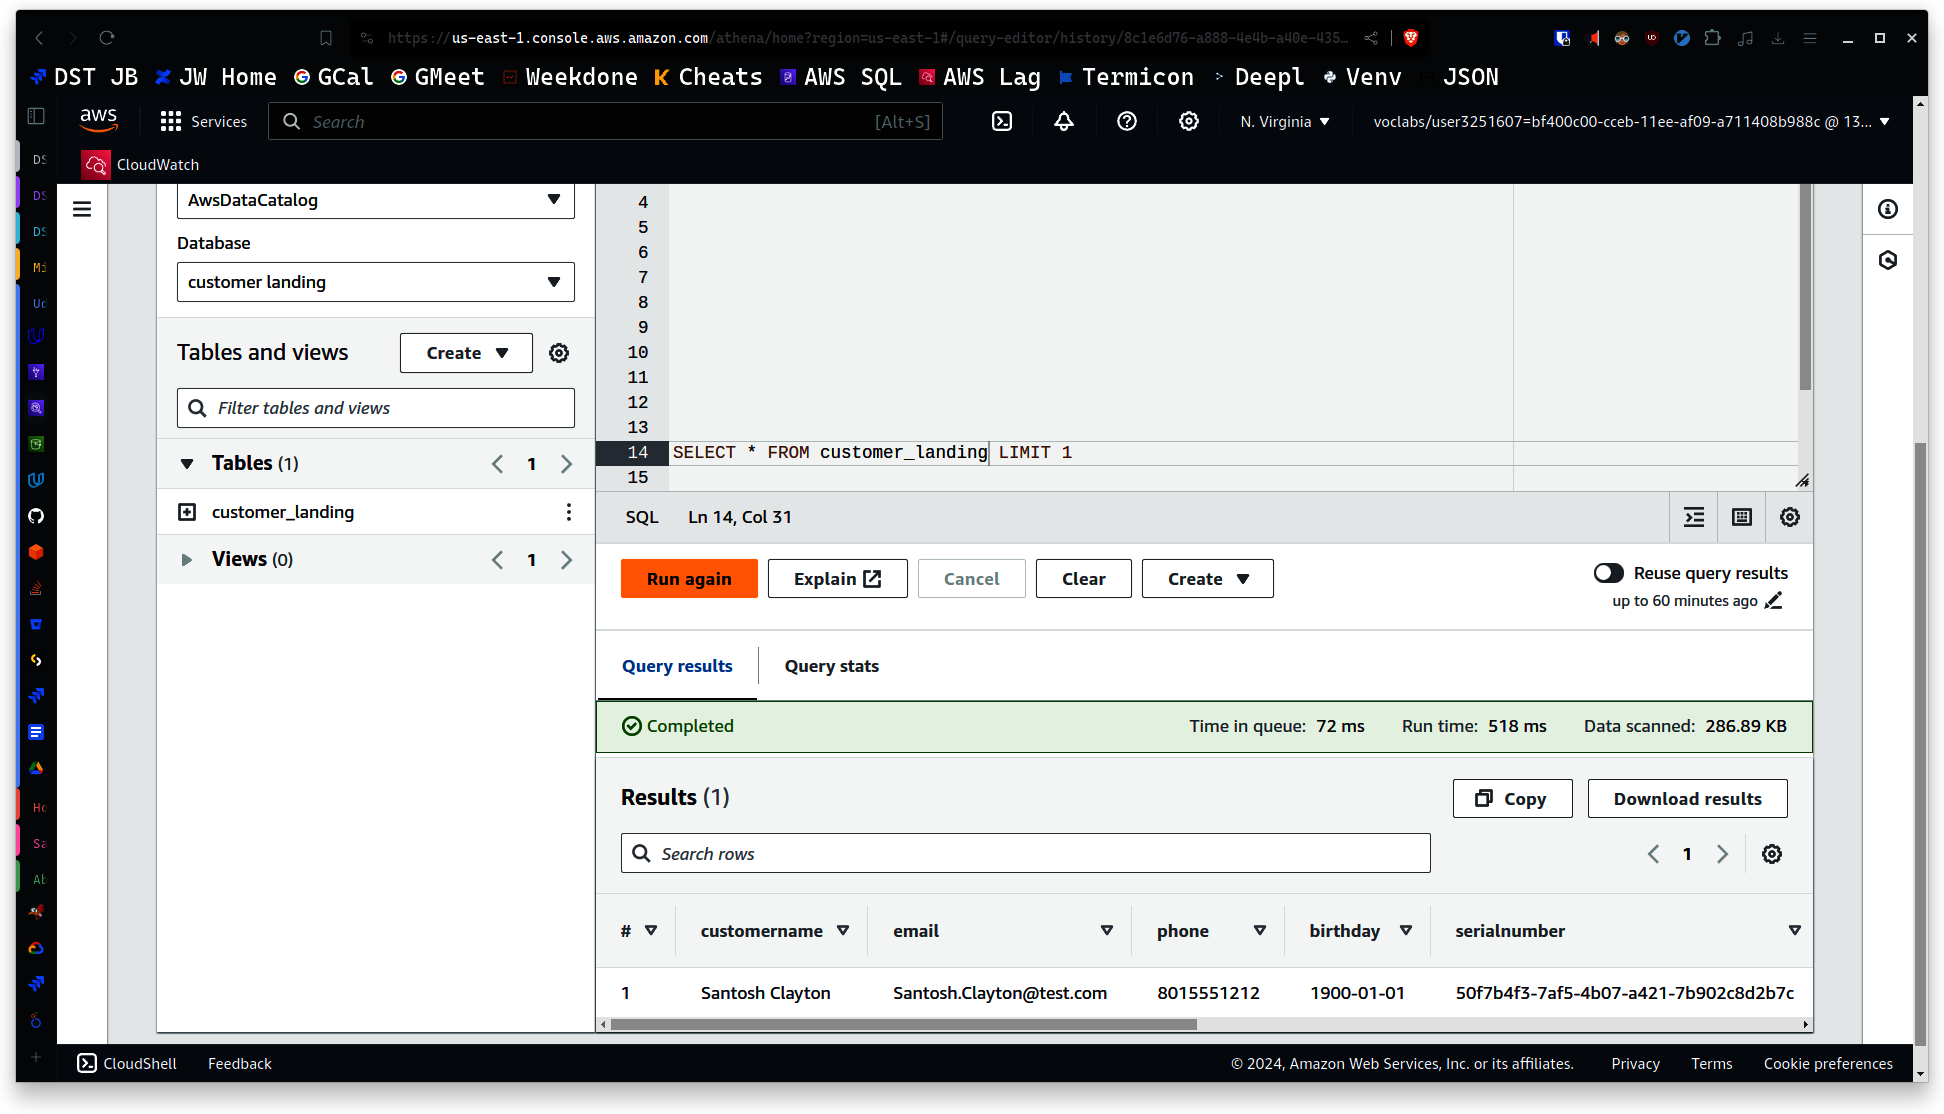 https://us-east-1.console.aws.amazon.com/athena/home?region=us-east-1#/query-editor/history/8c1e6d76-a888-4e4b-a40e-435…
DST JB JW Home GCal GMeet Weekdone Cheats AWS SQL AWS Lag Termicon Deepl Venv JSON
aws Services Search [Alt+S] N. Virginia voclabs/user3251607=bf400c00-cceb-11ee-af09-a711408b988c @ 13...
CloudWatch
DS
DS
DS
Mi
Ud
Ho
Sa
Ab
AwsDataCatalog
Database
customer landing
Tables and views Create
Filter tables and views
Tables (1) 1
customer_landing
Views (0) 1
4
5
6
7
8
9
10
11
12
13
14 SELECT * FROM customer_landing LIMIT 1
15
SQL Ln 14, Col 31
Run again Explain Cancel Clear Create
Reuse query results
up to 60 minutes ago
Query results Query stats
Completed Time in queue: 72 ms Run time: 518 ms Data scanned: 286.89 KB
Results (1) Copy Download results
Search rows 1
# customername email phone birthday serialnumber
1 Santosh Clayton Santosh.Clayton@test.com 8015551212 1900-01-01 50f7b4f3-7af5-4b07-a421-7b902c8d2b7c
CloudShell Feedback © 2024, Amazon Web Services, Inc. or its affiliates. Privacy Terms Cookie preferences